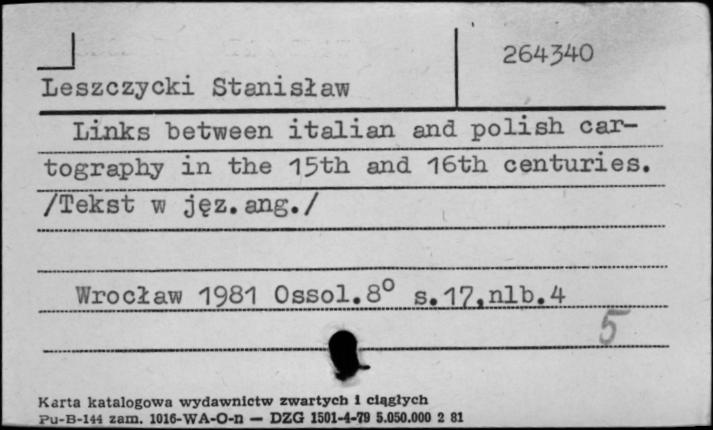 264340
Leszczycki Stanisław
Links between italian and polish car-
tography in the 15th and 16th centuries.
/Tekst w jęz.ang./
Wrocław 1981 Ossol.8° s.17,nlb.4
5
Karta katalogowa wydawnictw zwartych i ciągłych
Pu-B-144 zam. 1016-WA-O-n — DZG 1501-4-79 5.050.000 2 81